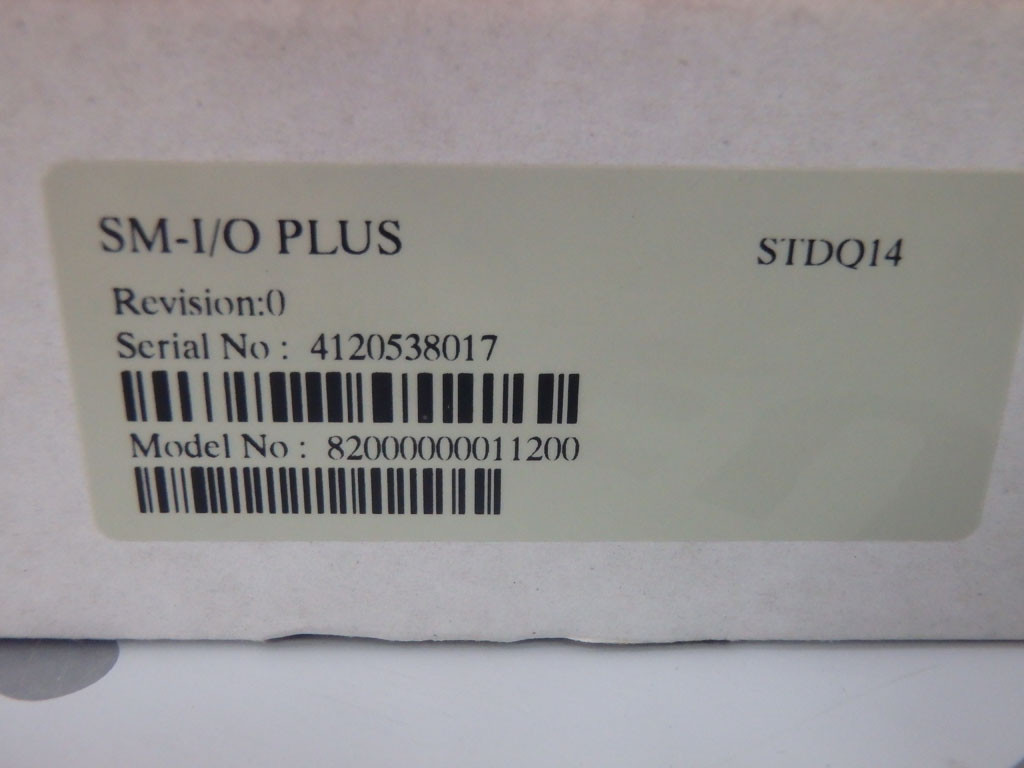 SM-I/O PLUS
STDQ14
Revision:0
Serial No : 4120538017
Model No : 82000000011200